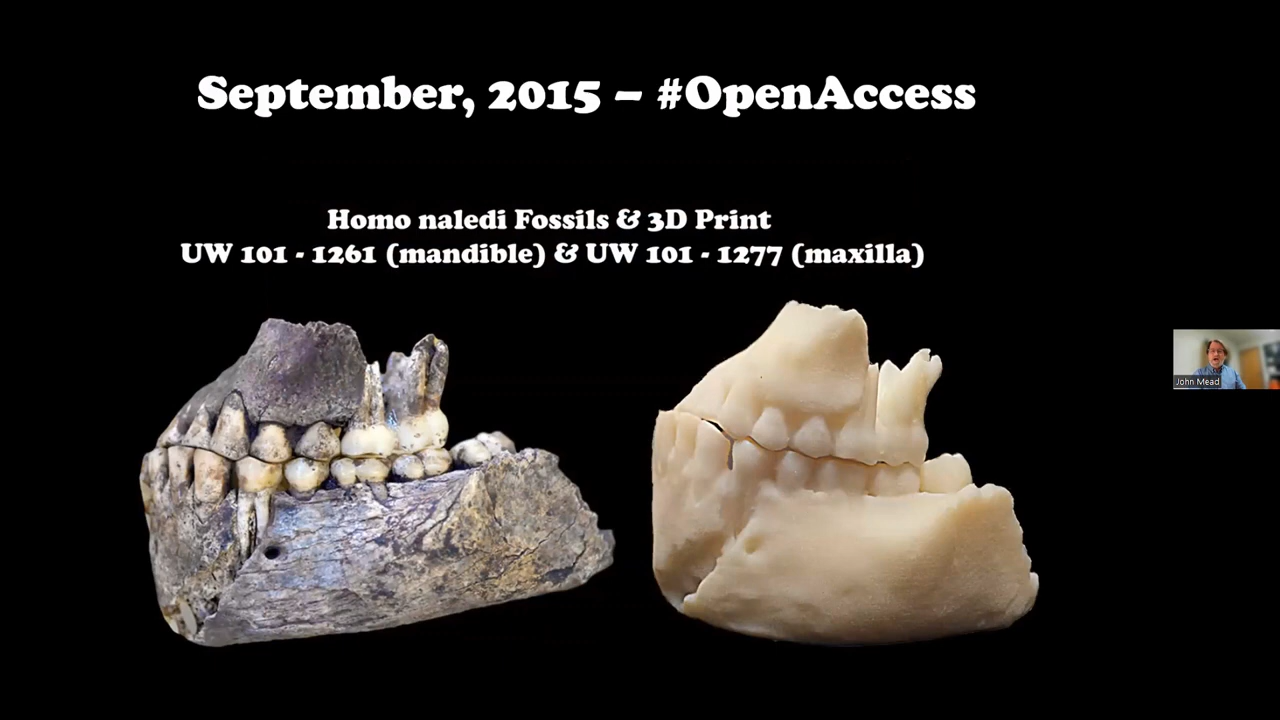 September, 2015 – #OpenAccess
Homo naledi Fossils & 3D Print
UW 101 - 1261 (mandible) & UW 101 - 1277 (maxilla)
John Mead